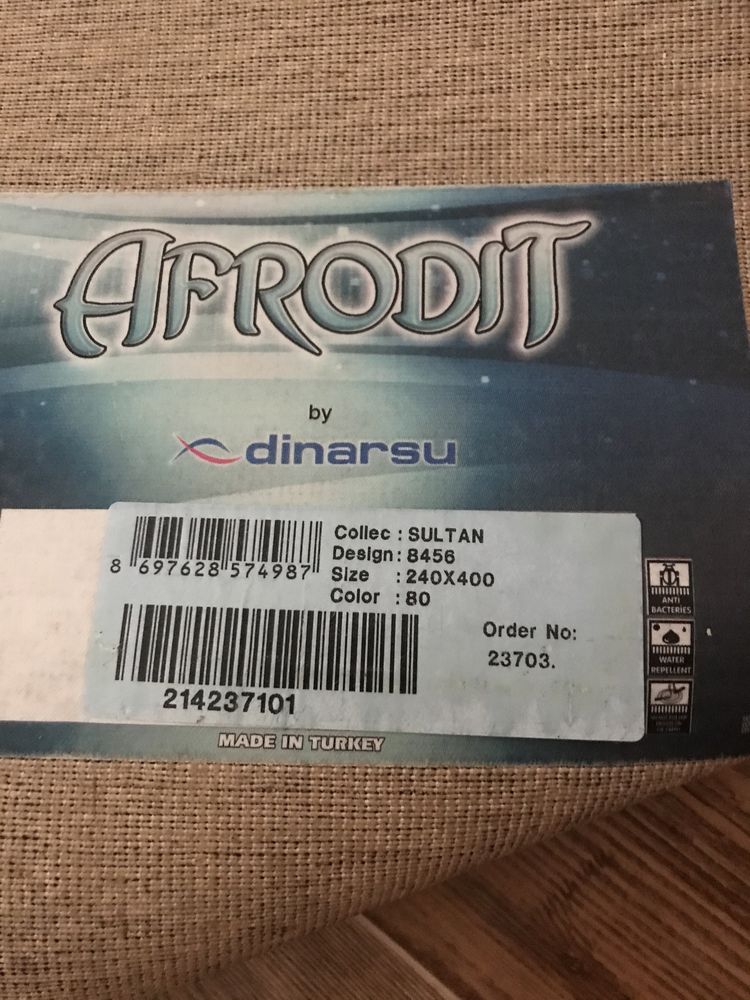 AFRODIT
by
dinarsu
Collec : SULTAN
Design : 8456
Size : 240X400
Color : 80
8 697628 574987
Order No:
23703.
214237101
ANTI
BACTERIES
WATER
REPELLENT
MADE IN TURKEY